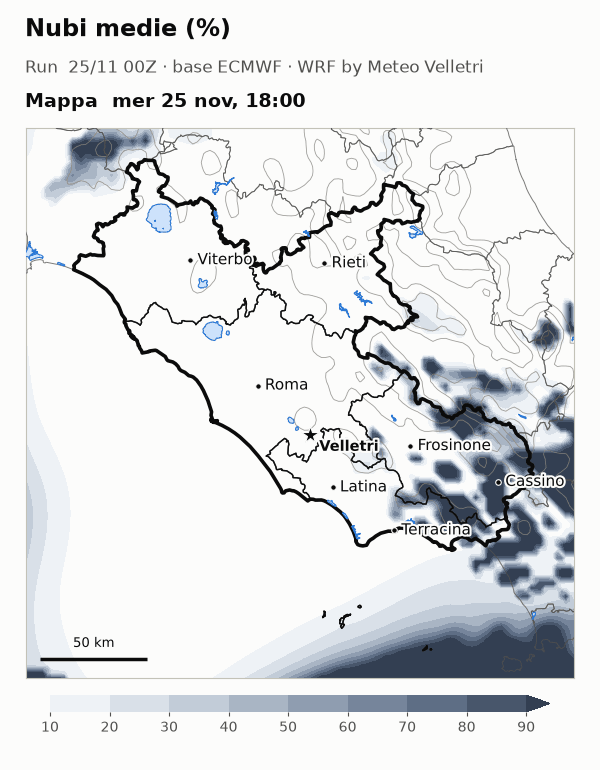 Nubi medie (%)
Run  25/11 00Z · base ECMWF · WRF by Meteo Velletri
Mappa  mer 25 nov, 18:00
Viterbo
Rieti
Roma
Velletri
Frosinone
Latina
Cassino
Terracina
50 km
10 20 30 40 50 60 70 80 90